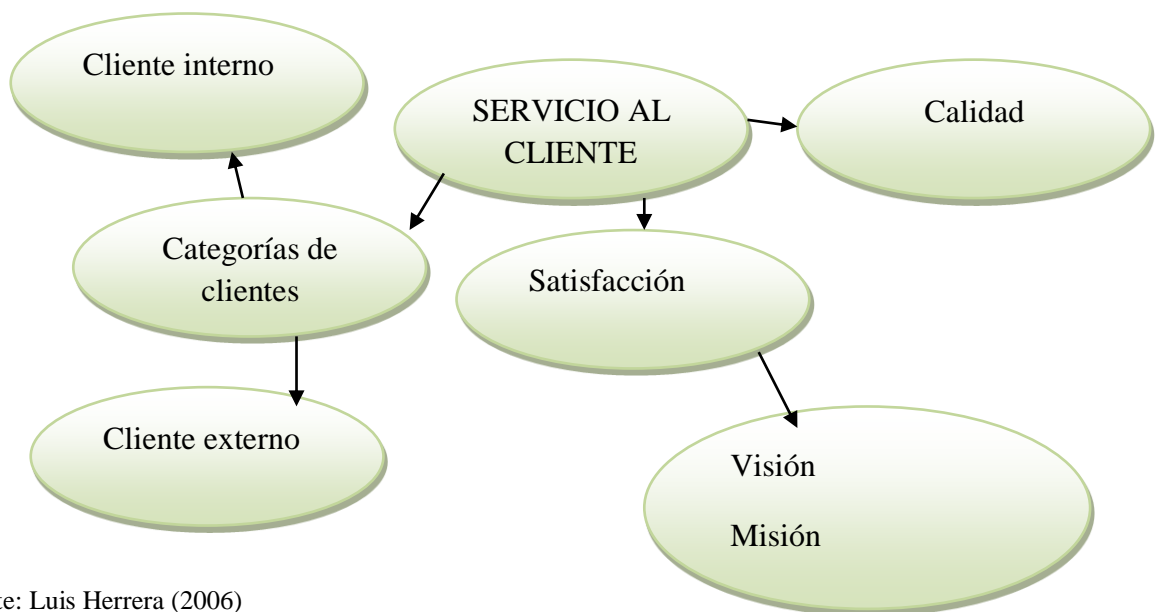 Cliente interno
SERVICIO AL
CLIENTE
Calidad
Categorías de
clientes
Satisfacción
Cliente externo
Visión
Misión
te: Luis Herrera (2006)